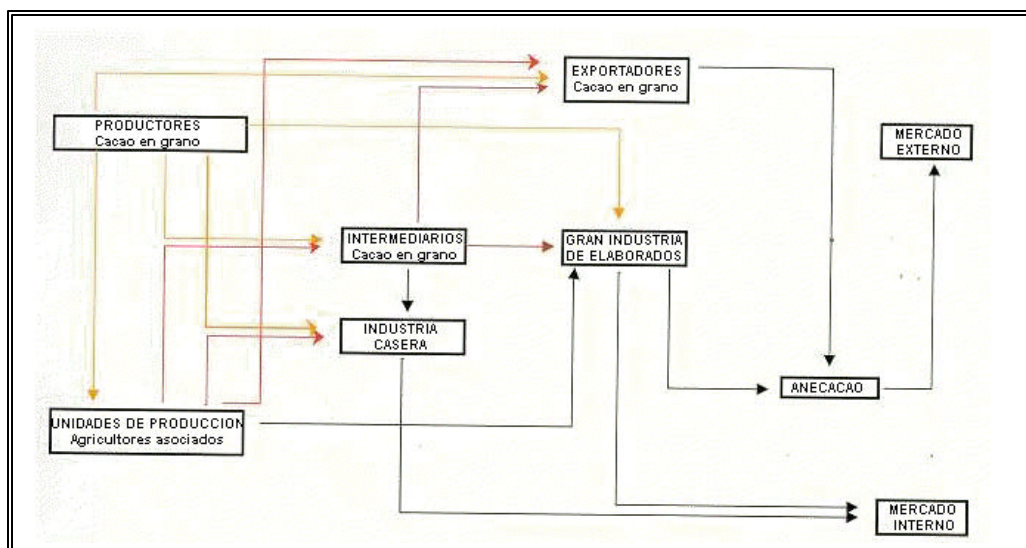 EXPORTADORES
Cacao en grano
PRODUCTORES
Cacao en grano
MERCADO
EXTERNO
INTERMEDIARIOS
Cacao en grano
GRAN INDUSTRIA
DE ELABORADOS
INDUSTRIA
CASERA
ANECACAO
UNIDADES DE PRODUCCION
Agricultores asociados
MERCADO
INTERNO